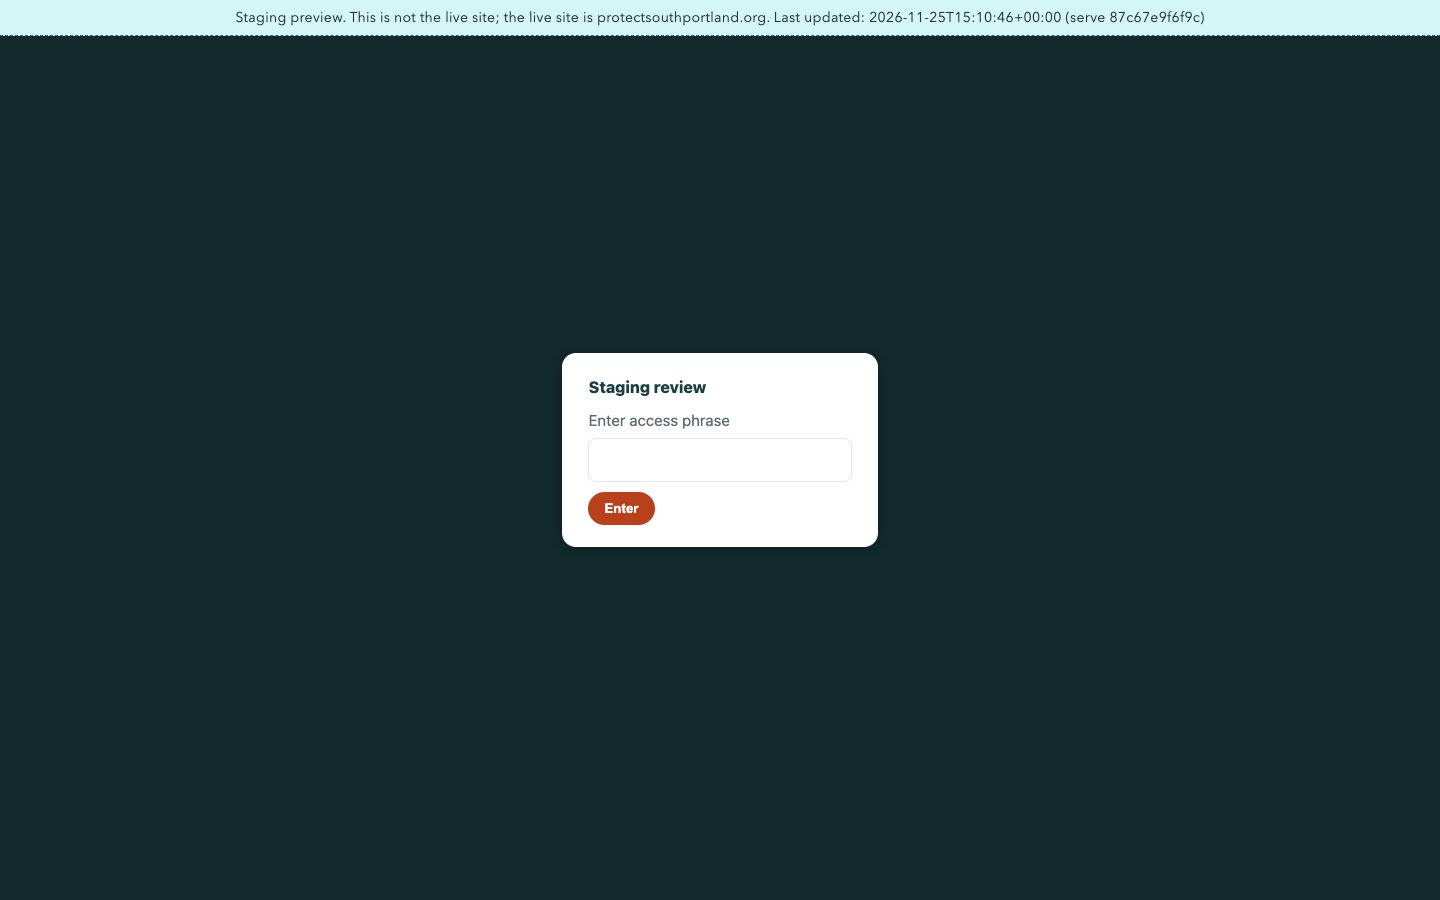 Staging preview. This is not the live site; the live site is protectsouthportland.org. Last updated: 2026-11-25T15:10:46+00:00 (serve 87c67e9f6f9c)
Staging review
Enter access phrase
Enter